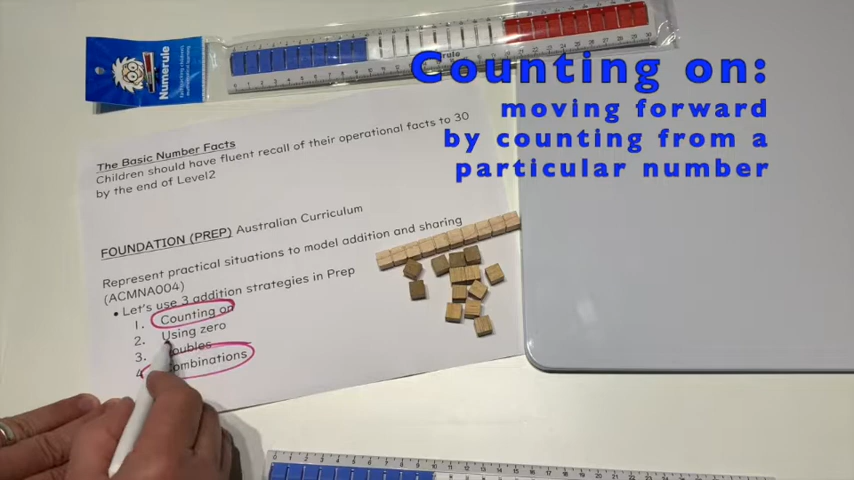 Numerule
Counting on:
moving forward
by counting from a
particular number
The Basic Number Facts
Children should have fluent recall of their operational facts to 30
by the end of Level2
FOUNDATION (PREP) Australian Curriculum
Represent practical situations to model addition and sharing
(ACMNA004)
• Let's use 3 addition strategies in Prep
1. Counting on
2. Using zero
3.
4. Combinations